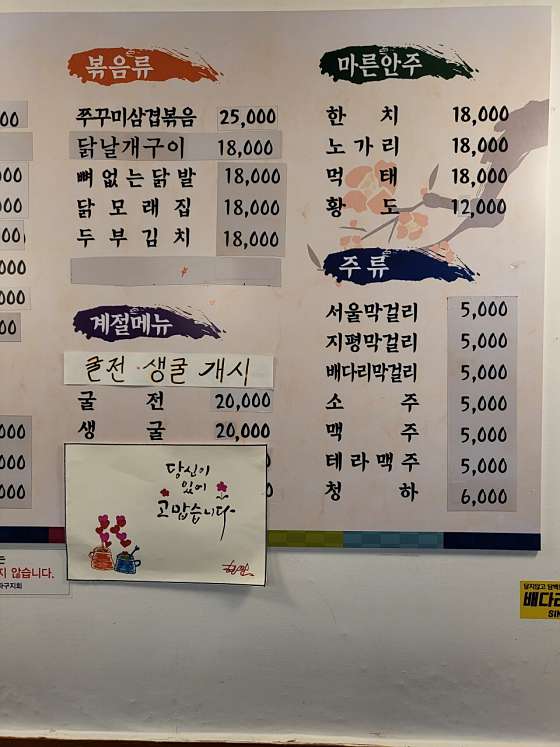 볶음류
쭈꾸미삼겹볶음 25,000
닭날개구이 18,000
뼈없는닭발 18,000
닭모래집 18,000
두부김치 18,000
계절메뉴
굴전 · 생굴 개시
굴전 20,000
생굴 20,000
당신이
있어
고맙습니다
마른안주
한치 18,000
노가리 18,000
먹태 18,000
황도 12,000
주류
서울막걸리 5,000
지평막걸리 5,000
배다리막걸리 5,000
소주 5,000
맥주 5,000
테라맥주 5,000
청하 6,000
000
000
000
000
00
000
000
00
000
000
000
는
지 않습니다.
구지회
배다리
SIN